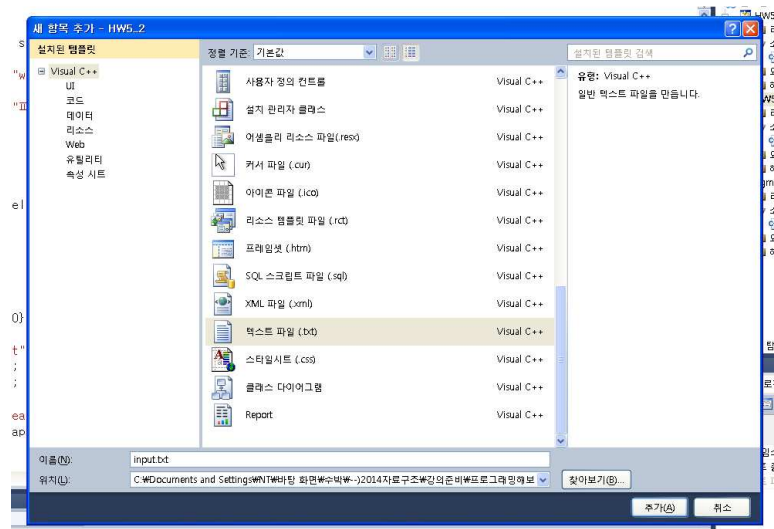 새 항목 추가 - HW5_2
설치된 템플릿
정렬 기준: 기본값
설치된 템플릿 검색
Visual C++
UI
코드
데이터
리소스
Web
유틸리티
속성 시트
사용자 정의 컨트롤 Visual C++
설치 관리자 클래스 Visual C++
어셈블리 리소스 파일(.resx) Visual C++
커서 파일 (.cur) Visual C++
아이콘 파일 (.ico) Visual C++
리소스 템플릿 파일 (.rct) Visual C++
프레임셋 (.htm) Visual C++
SQL 스크립트 파일 (.sql) Visual C++
XML 파일 (.xml) Visual C++
텍스트 파일 (.txt) Visual C++
스타일시트 (.css) Visual C++
클래스 다이어그램 Visual C++
Report Visual C++
유형: Visual C++
일반 텍스트 파일을 만듭니다.
이름(N): input.txt
위치(L): C:₩Documents and Settings₩NT₩바탕 화면₩수박₩--)2014자료구조₩강의준비₩프로그래밍해보
찾아보기(B)...
추가(A) 취소